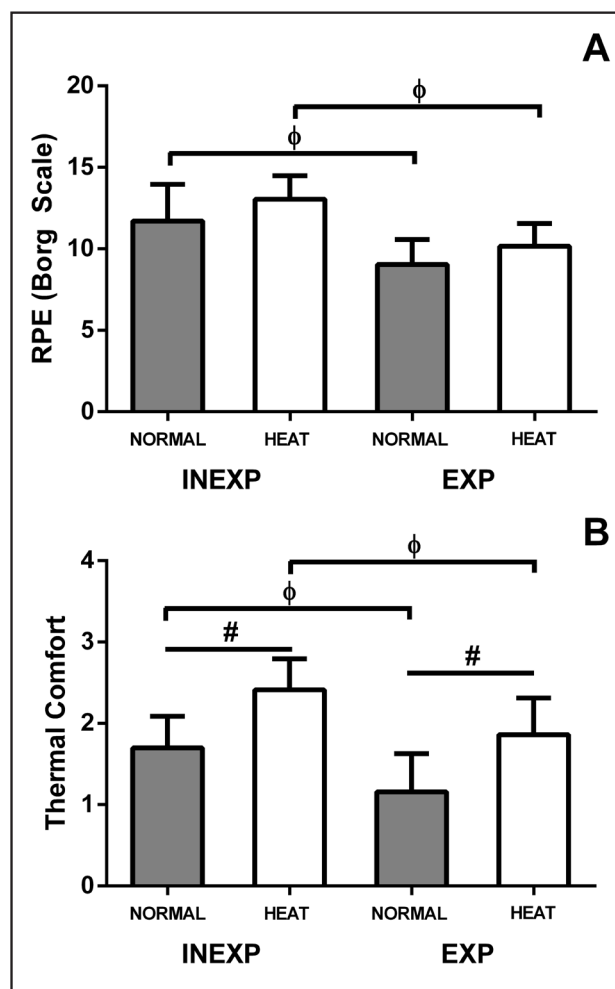 A
RPE (Borg Scale)
20
15
10
5
0
ϕ
ϕ
NORMAL HEAT NORMAL HEAT
INEXP EXP
B
Thermal Comfort
4
3
2
1
0
ϕ
ϕ
# #
NORMAL HEAT NORMAL HEAT
INEXP EXP